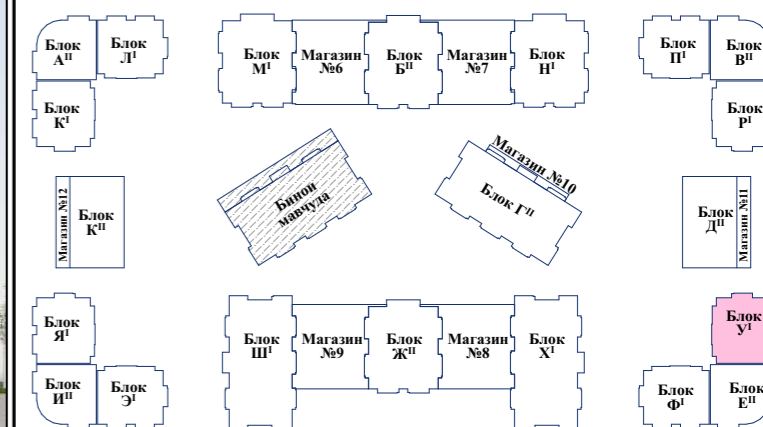 Блок
Аᴵᴵ
Блок
Лᴵ
Блок
Мᴵ
Магазин
№6
Блок
Бᴵᴵ
Магазин
№7
Блок
Нᴵ
Блок
Пᴵ
Блок
Вᴵᴵ
Блок
Кᴵ
Блок
Рᴵ
Магазин №12
Блок
Кᴵᴵ
Бинои
мавчуда
Магазин №10
Блок Гᴵᴵ
Блок
Дᴵᴵ
Магазин №11
Блок
Яᴵ
Блок
Шᴵ
Магазин
№9
Блок
Жᴵᴵ
Магазин
№8
Блок
Хᴵ
Блок
Уᴵ
Блок
Иᴵᴵ
Блок
Эᴵ
Блок
Фᴵ
Блок
Еᴵᴵ